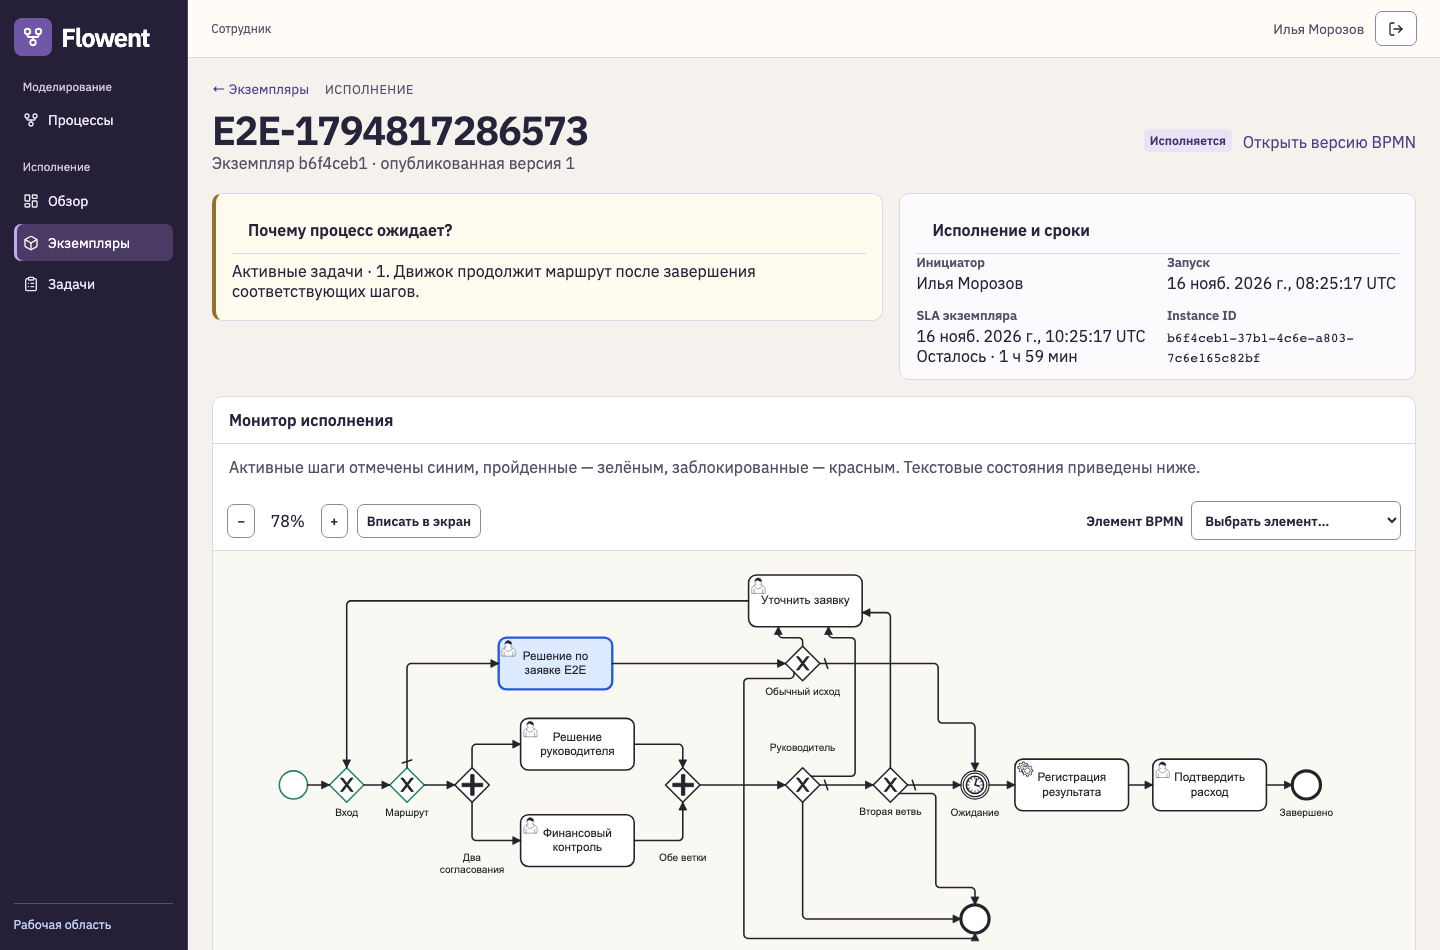 Flowent
Моделирование
Процессы
Исполнение
Обзор
Экземпляры
Задачи
Рабочая область
Сотрудник
Илья Морозов
← Экземпляры
ИСПОЛНЕНИЕ
E2E-1794817286573
Экземпляр b6f4ceb1 · опубликованная версия 1
Исполняется
Открыть версию BPMN
Почему процесс ожидает?
Активные задачи · 1. Движок продолжит маршрут после завершения
соответствующих шагов.
Исполнение и сроки
Инициатор
Илья Морозов
Запуск
16 нояб. 2026 г., 08:25:17 UTC
SLA экземпляра
16 нояб. 2026 г., 10:25:17 UTC
Осталось · 1 ч 59 мин
Instance ID
b6f4ceb1-37b1-4c6e-a803-
7c6e165c82bf
Монитор исполнения
Активные шаги отмечены синим, пройденные — зелёным, заблокированные — красным. Текстовые состояния приведены ниже.
−
78%
+
Вписать в экран
Элемент BPMN
Выбрать элемент...
Уточнить заявку
Решение по
заявке E2E
Обычный исход
Решение
руководителя
Руководитель
Вход
Маршрут
Два
согласования
Финансовый
контроль
Обе ветки
Вторая ветвь
Ожидание
Регистрация
результата
Подтвердить
расход
Завершено